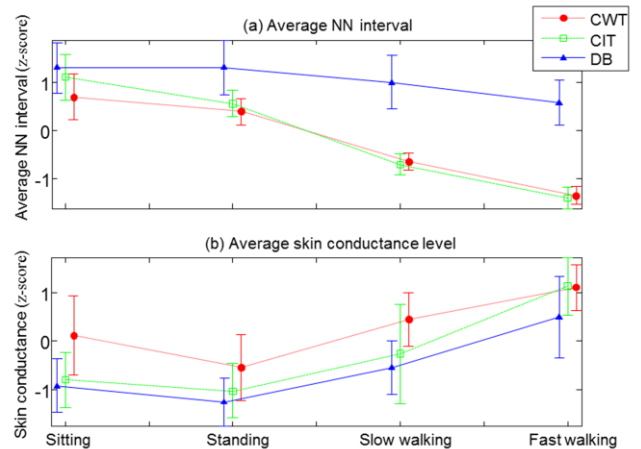 (a) Average NN interval
CWT
CIT
DB
Average NN interval (z-score)
1
0
-1
(b) Average skin conductance level
Skin conductance (z-score)
1
0
-1
Sitting
Standing
Slow walking
Fast walking